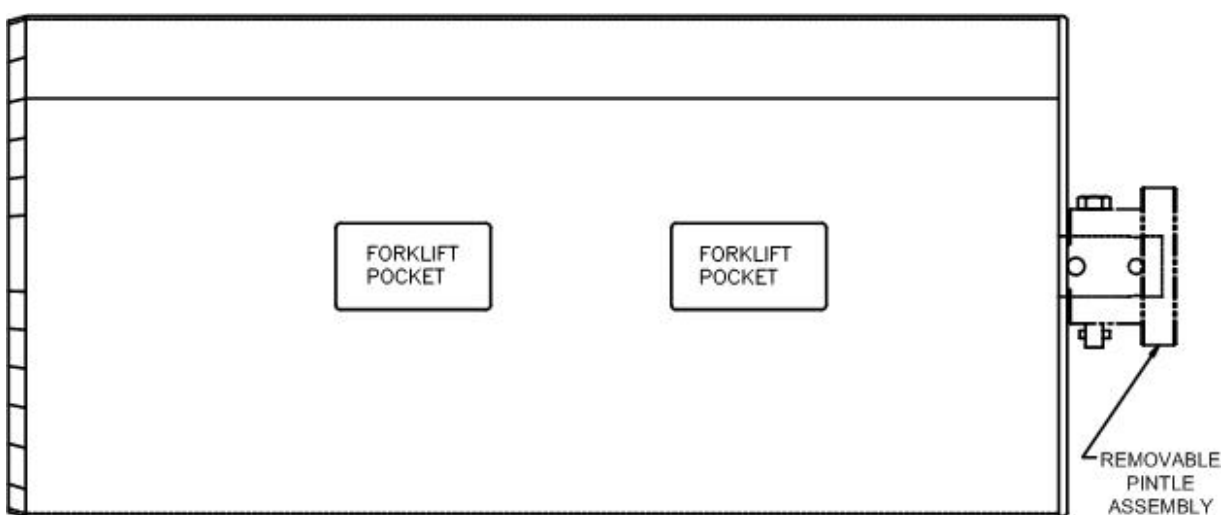 FORKLIFT
POCKET
FORKLIFT
POCKET
REMOVABLE
PINTLE
ASSEMBLY